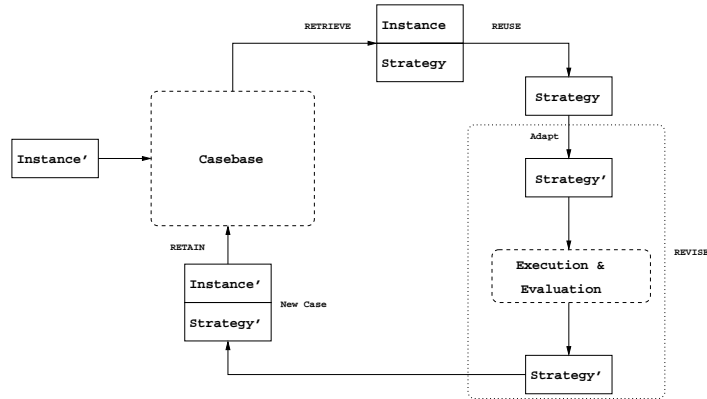 RETRIEVE
Instance
Strategy
REUSE
Strategy
Adapt
Strategy’
Instance’
Casebase
RETAIN
Instance’
Strategy’
New Case
Execution &
Evaluation
REVISE
Strategy’